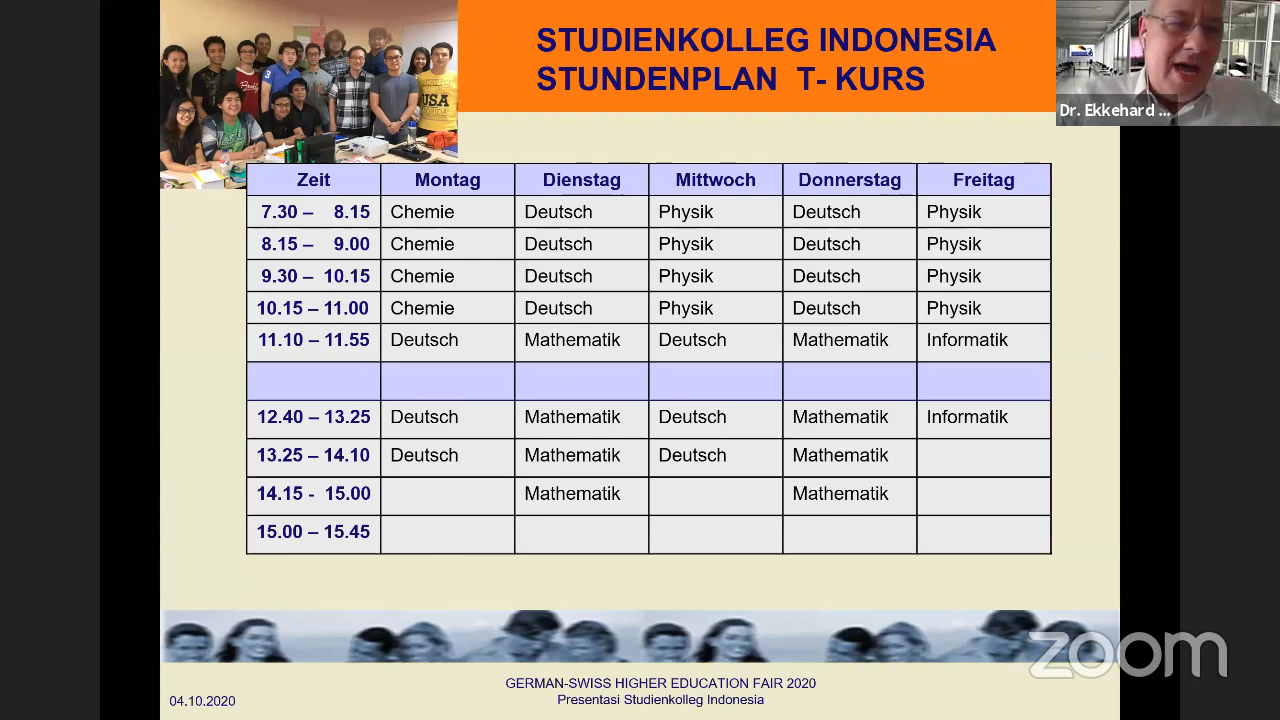 STUDIENKOLLEG INDONESIA
STUNDENPLAN T- KURS
Dr. Ekkehard ...
USA
Zeit Montag Dienstag Mittwoch Donnerstag Freitag
7.30 – 8.15 Chemie Deutsch Physik Deutsch Physik
8.15 – 9.00 Chemie Deutsch Physik Deutsch Physik
9.30 – 10.15 Chemie Deutsch Physik Deutsch Physik
10.15 – 11.00 Chemie Deutsch Physik Deutsch Physik
11.10 – 11.55 Deutsch Mathematik Deutsch Mathematik Informatik
12.40 – 13.25 Deutsch Mathematik Deutsch Mathematik Informatik
13.25 – 14.10 Deutsch Mathematik Deutsch Mathematik
14.15 - 15.00 Mathematik Mathematik
15.00 – 15.45
zoom
GERMAN-SWISS HIGHER EDUCATION FAIR 2020
Presentasi Studienkolleg Indonesia
04.10.2020